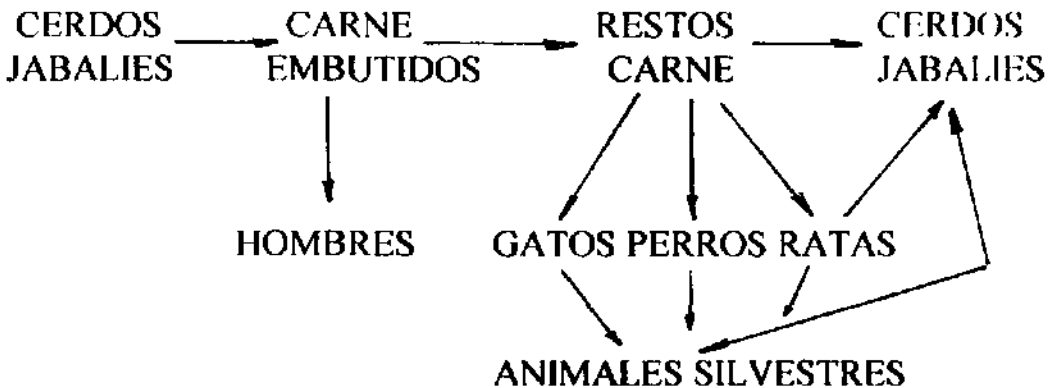 CERDOS CARNE RESTOS CERDOS
JABALIES EMBUTIDOS CARNE JABALIES
HOMBRES GATOS PERROS RATAS
ANIMALES SILVESTRES